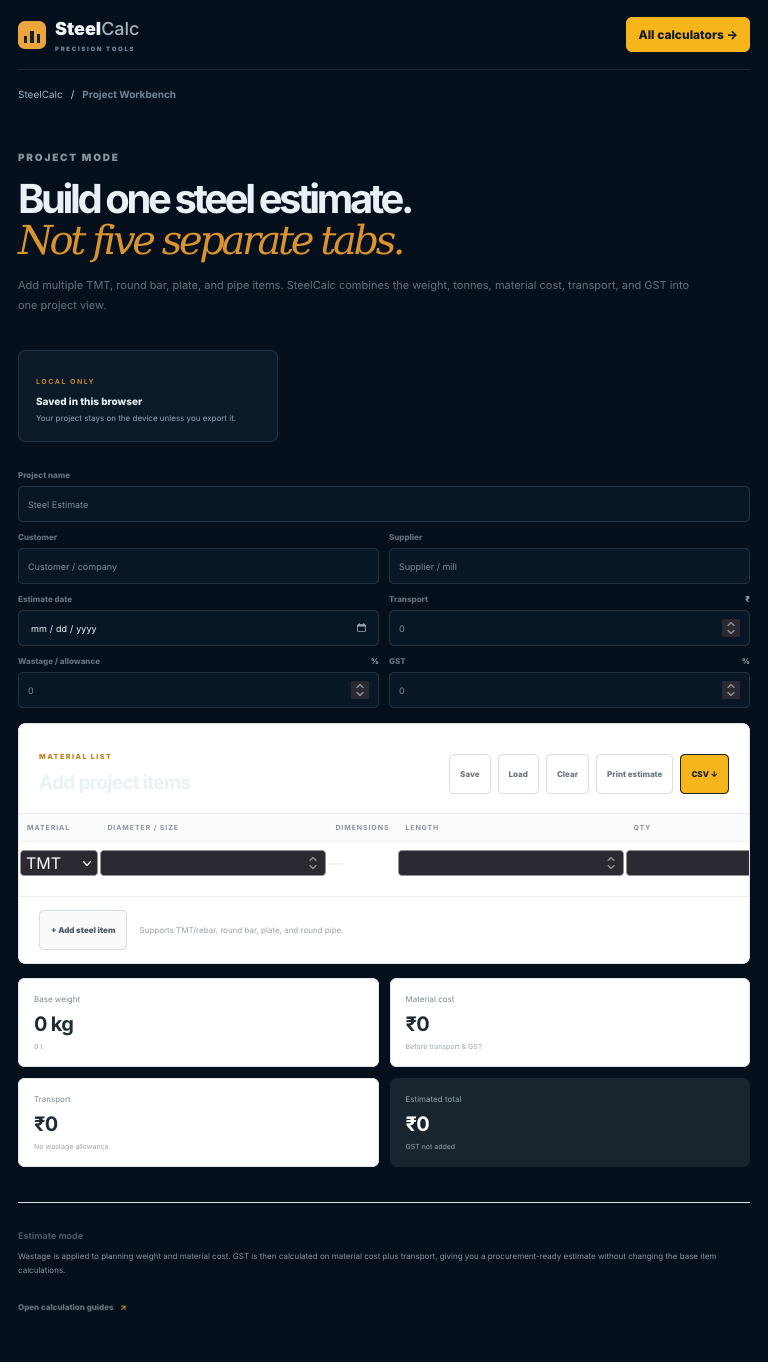 SteelCalc
PRECISION TOOLS
All calculators →
SteelCalc / Project Workbench
PROJECT MODE
Build one steel estimate.
Not five separate tabs.
Add multiple TMT, round bar, plate, and pipe items. SteelCalc combines the weight, tonnes, material cost, transport, and GST into
one project view.
LOCAL ONLY
Saved in this browser
Your project stays on the device unless you export it.
Project name
Steel Estimate
Customer
Supplier
Customer / company
Supplier / mill
Estimate date
Transport ₹
mm / dd / yyyy
0
Wastage / allowance %
GST %
0
0
MATERIAL LIST
Add project items
Save
Load
Clear
Print estimate
CSV ↓
MATERIAL
DIAMETER / SIZE
DIMENSIONS
LENGTH
QTY
TMT
—
+ Add steel item
Supports TMT/rebar, round bar, plate, and round pipe.
Base weight
0 kg
0 t
Material cost
₹0
Before transport & GST
Transport
₹0
No wastage allowance
Estimated total
₹0
GST not added
Estimate mode
Wastage is applied to planning weight and material cost. GST is then calculated on material cost plus transport, giving you a procurement-ready estimate without changing the base item
calculations.
Open calculation guides ↗